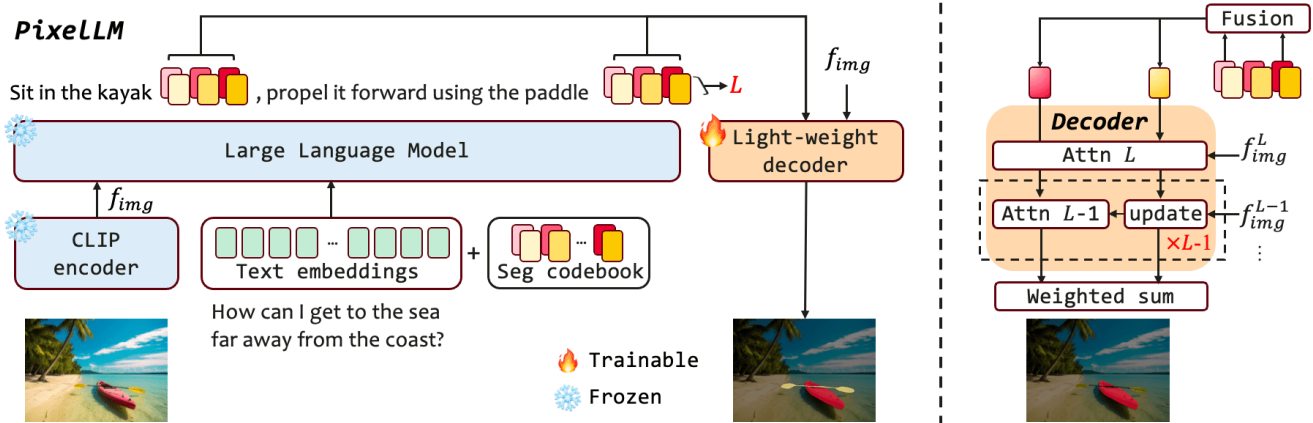 PixelLM
Sit in the kayak , propel it forward using the paddle L
f_img
Large Language Model
Light-weight
decoder
f_img
CLIP
encoder
...
Text embeddings
+
...
Seg codebook
How can I get to the sea
far away from the coast?
Trainable
Frozen
Fusion
Decoder
Attn L
f_img^L
Attn L-1
update
f_img^{L-1}
×L-1
⋮
Weighted sum